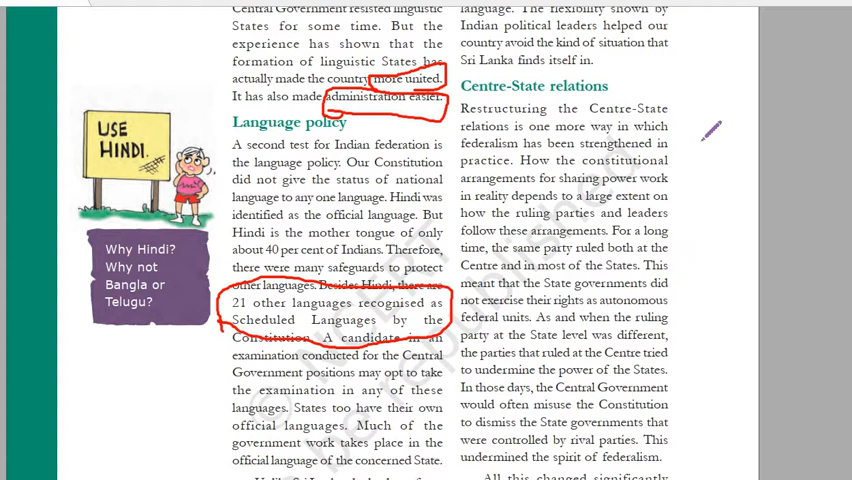 Central Government resisted linguistic
States for some time. But the
experience has shown that the
formation of linguistic States has
actually made the country more united.
It has also made administration easier.
Language policy
A second test for Indian federation is
the language policy. Our Constitution
did not give the status of national
language to any one language. Hindi was
identified as the official language. But
Hindi is the mother tongue of only
about 40 per cent of Indians. Therefore,
there were many safeguards to protect
other languages. Besides Hindi, there are
21 other languages recognised as
Scheduled Languages by the
Constitution. A candidate in an
examination conducted for the Central
Government positions may opt to take
the examination in any of these
languages. States too have their own
official languages. Much of the
government work takes place in the
official language of the concerned State.
USE
HINDI.
Why Hindi?
Why not
Bangla or
Telugu?
language. The flexibility shown by
Indian political leaders helped our
country avoid the kind of situation that
Sri Lanka finds itself in.
Centre-State relations
Restructuring the Centre-State
relations is one more way in which
federalism has been strengthened in
practice. How the constitutional
arrangements for sharing power work
in reality depends to a large extent on
how the ruling parties and leaders
follow these arrangements. For a long
time, the same party ruled both at the
Centre and in most of the States. This
meant that the State governments did
not exercise their rights as autonomous
federal units. As and when the ruling
party at the State level was different,
the parties that ruled at the Centre tried
to undermine the power of the States.
In those days, the Central Government
would often misuse the Constitution
to dismiss the State governments that
were controlled by rival parties. This
undermined the spirit of federalism.
All this changed significantly
© NCERT
be republished